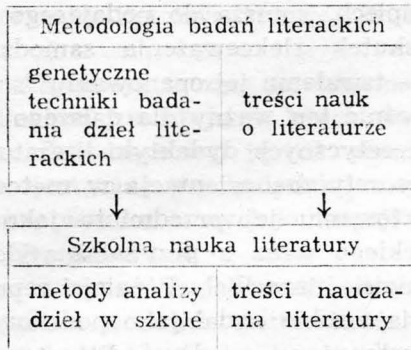 Metodologia badań literackich
genetyczne
techniki bada-
nia dzieł lite-
rackich
treści nauk
o literaturze
↓ ↓
Szkolna nauka literatury
metody analizy
dzieł w szkole
treści naucza-
nia literatury